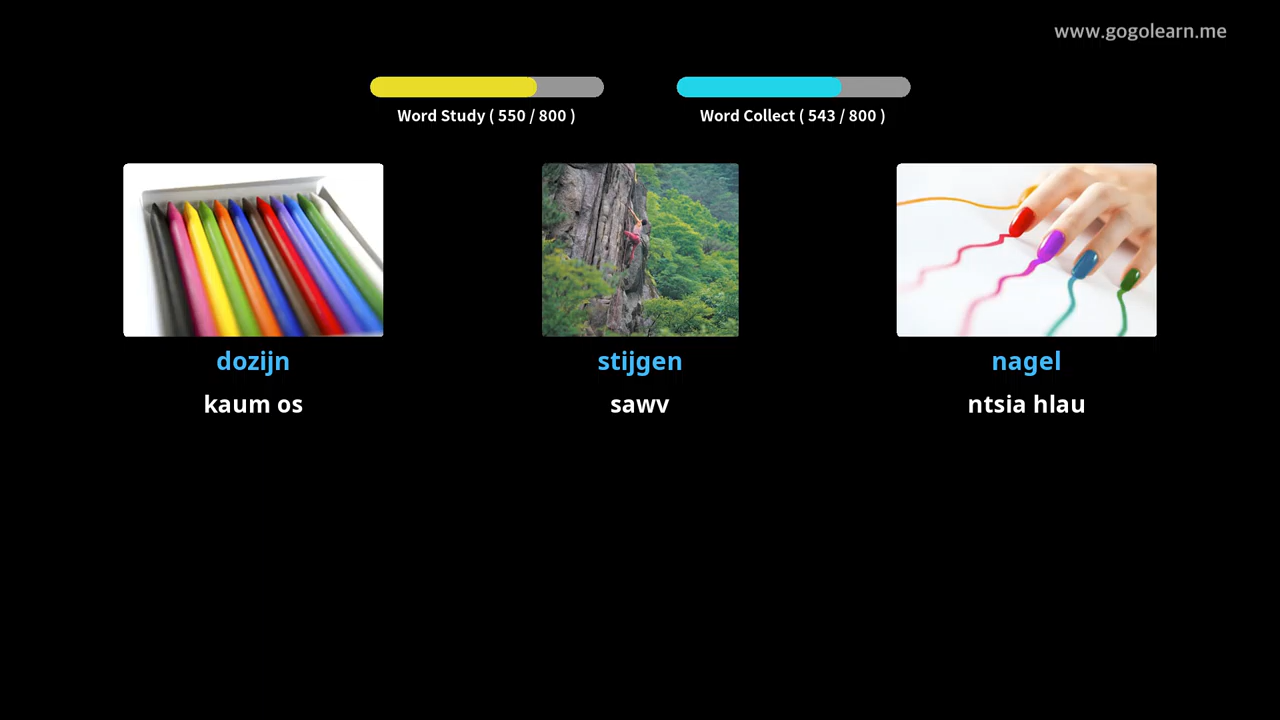 www.gogolearn.me
Word Study ( 550 / 800 )
Word Collect ( 543 / 800 )
dozijn
stijgen
nagel
kaum os
sawv
ntsia hlau